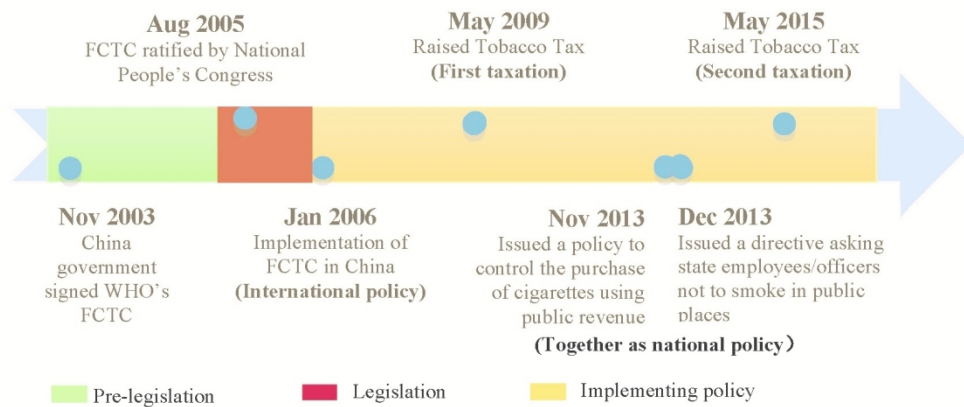 Aug 2005
FCTC ratified by National
People's Congress
May 2009
Raised Tobacco Tax
(First taxation)
May 2015
Raised Tobacco Tax
(Second taxation)
Nov 2003
China
government
signed WHO's
FCTC
Jan 2006
Implementation of
FCTC in China
(International policy)
Nov 2013
Issued a policy to
control the purchase
of cigarettes using
public revenue
Dec 2013
Issued a directive asking
state employees/officers
not to smoke in public
places
(Together as national policy）
Pre-legislation
Legislation
Implementing policy